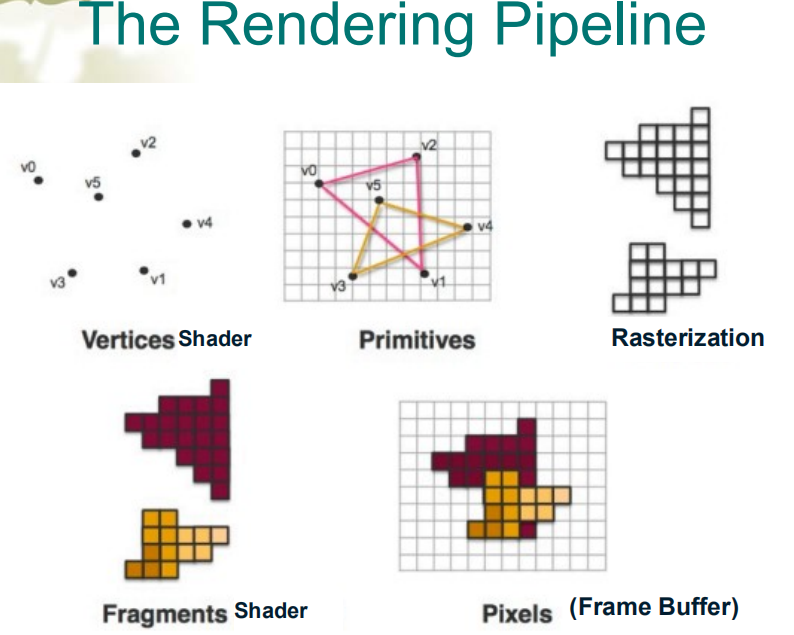 The Rendering Pipeline
v0
v2
v5
v4
v3
v1
v0
v2
v5
v4
v3
v1
Vertices Shader
Primitives
Rasterization
Fragments Shader
Pixels (Frame Buffer)